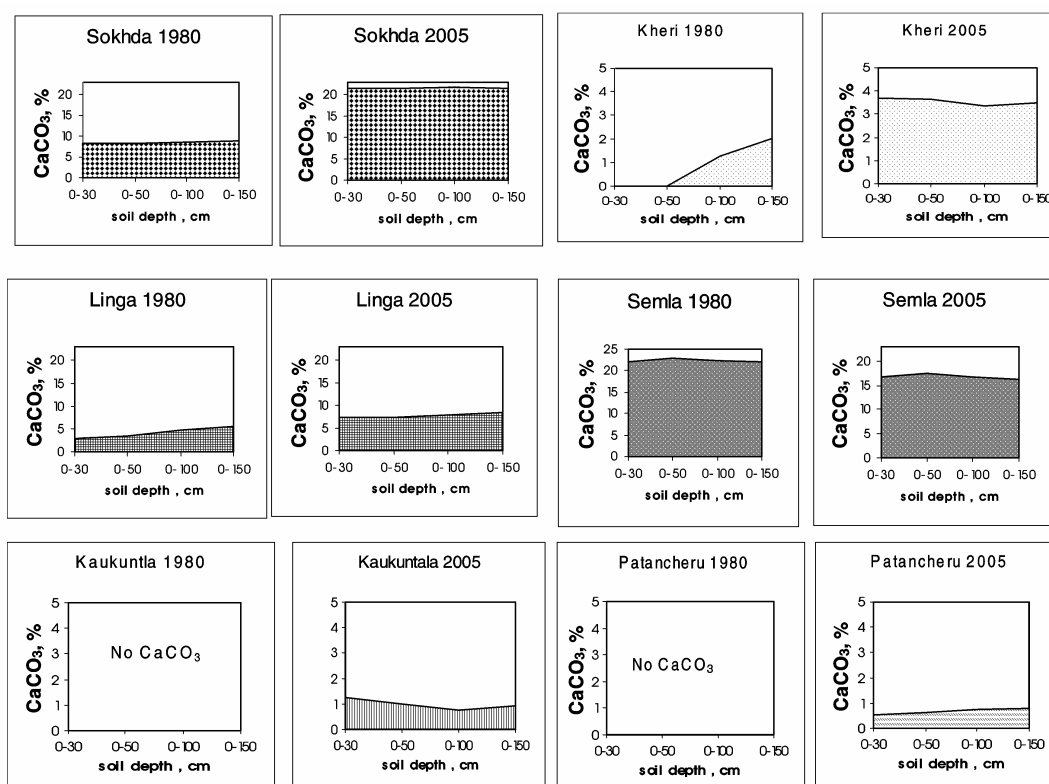 Sokhda 1980
CaCO₃, %
20
15
10
5
0
0-30 0-50 0-100 0-150
soil depth , cm
Sokhda 2005
CaCO₃, %
20
15
10
5
0
0-30 0-50 0-100 0-150
soil depth , cm
Kheri 1980
CaCO₃, %
5
4
3
2
1
0
0-30 0-50 0-100 0-150
soil depth , cm
Kheri 2005
CaCO₃, %
5
4
3
2
1
0
0-30 0-50 0-100 0-150
soil depth , cm
Linga 1980
CaCO₃, %
20
15
10
5
0
0-30 0-50 0-100 0-150
soil depth , cm
Linga 2005
CaCO₃, %
20
15
10
5
0
0-30 0-50 0-100 0-150
soil depth , cm
Semla 1980
CaCO₃, %
25
20
15
10
5
0
0-30 0-50 0-100 0-150
soil depth , cm
Semla 2005
CaCO₃, %
20
15
10
5
0
0-30 0-50 0-100 0-150
soil depth , cm
Kaukuntla 1980
CaCO₃, %
5
4
3
2
1
0
No CaCO₃
0-30 0-50 0-100 0-150
soil depth, cm
Kaukuntala 2005
CaCO₃, %
5
4
3
2
1
0
0-30 0-50 0-100 0-150
soil depth , cm
Patancheru 1980
CaCO₃, %
5
4
3
2
1
0
No CaCO₃
0-30 0-50 0-100 0-150
soil depth, cm
Patancheru 2005
CaCO₃, %
5
4
3
2
1
0
0-30 0-50 0-100 0-150
soil depth , cm